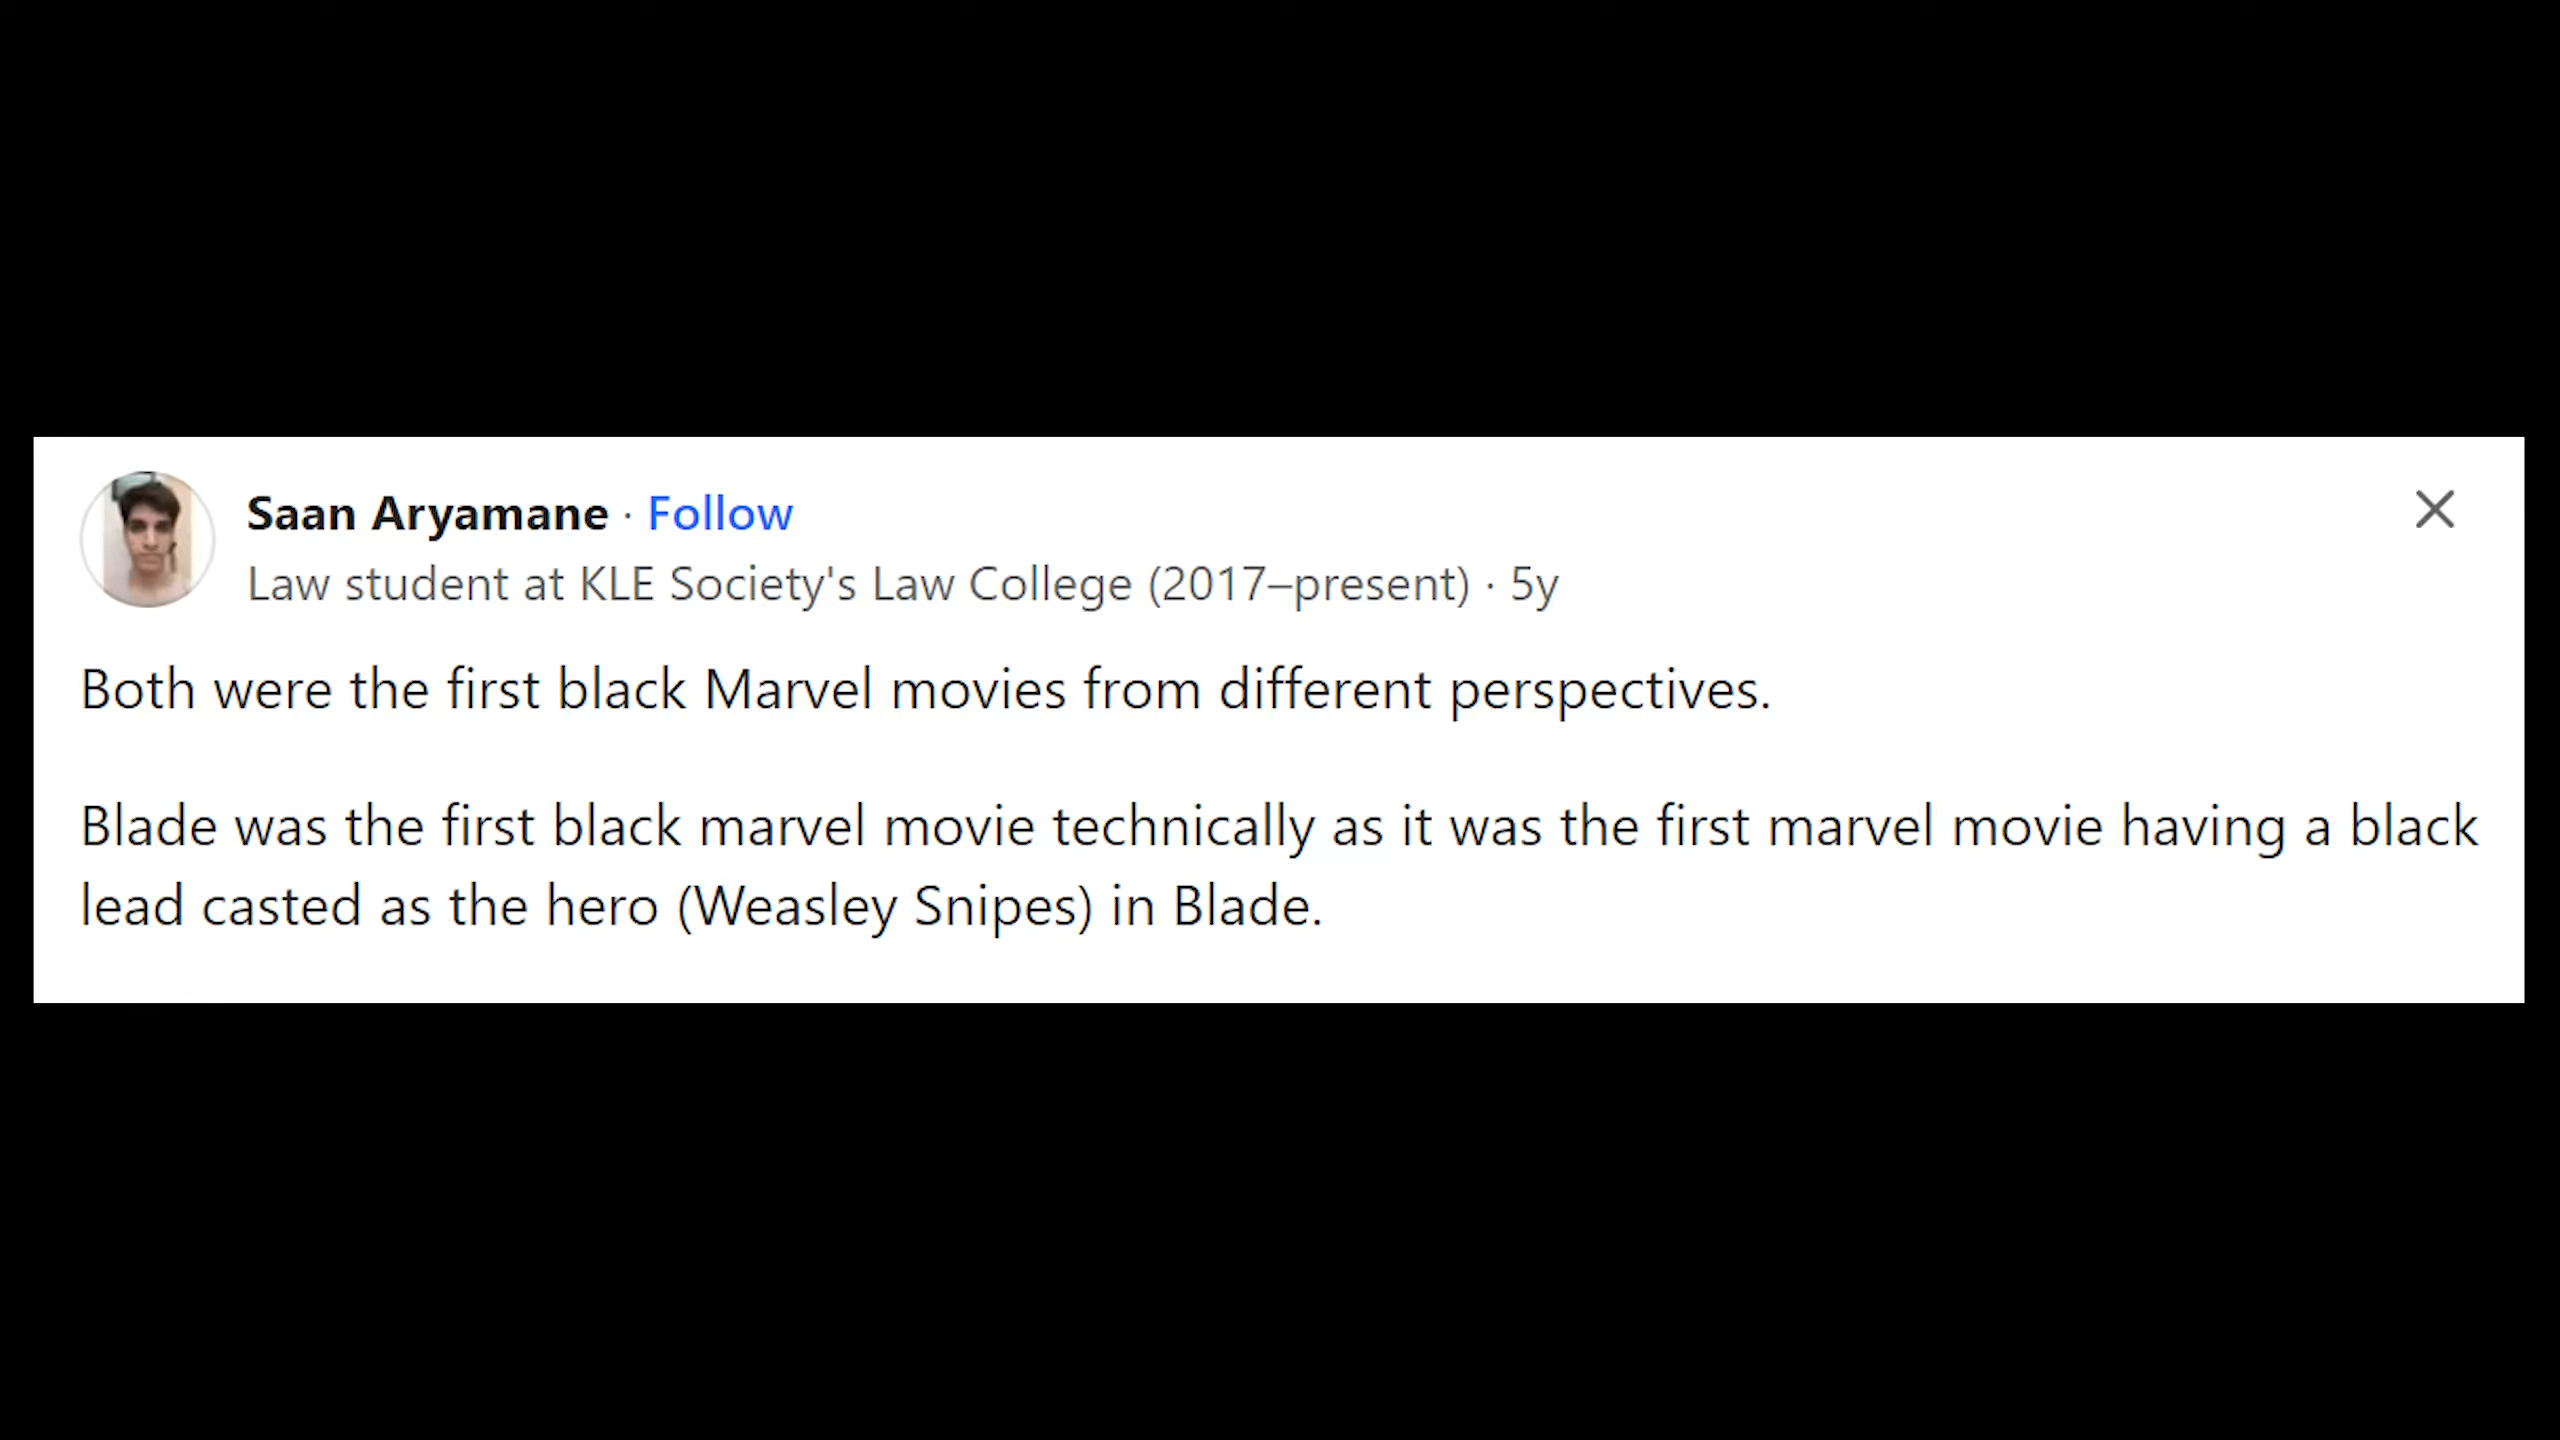 Saan Aryamane · Follow
Law student at KLE Society's Law College (2017–present) · 5y
Both were the first black Marvel movies from different perspectives.
Blade was the first black marvel movie technically as it was the first marvel movie having a black
lead casted as the hero (Weasley Snipes) in Blade.